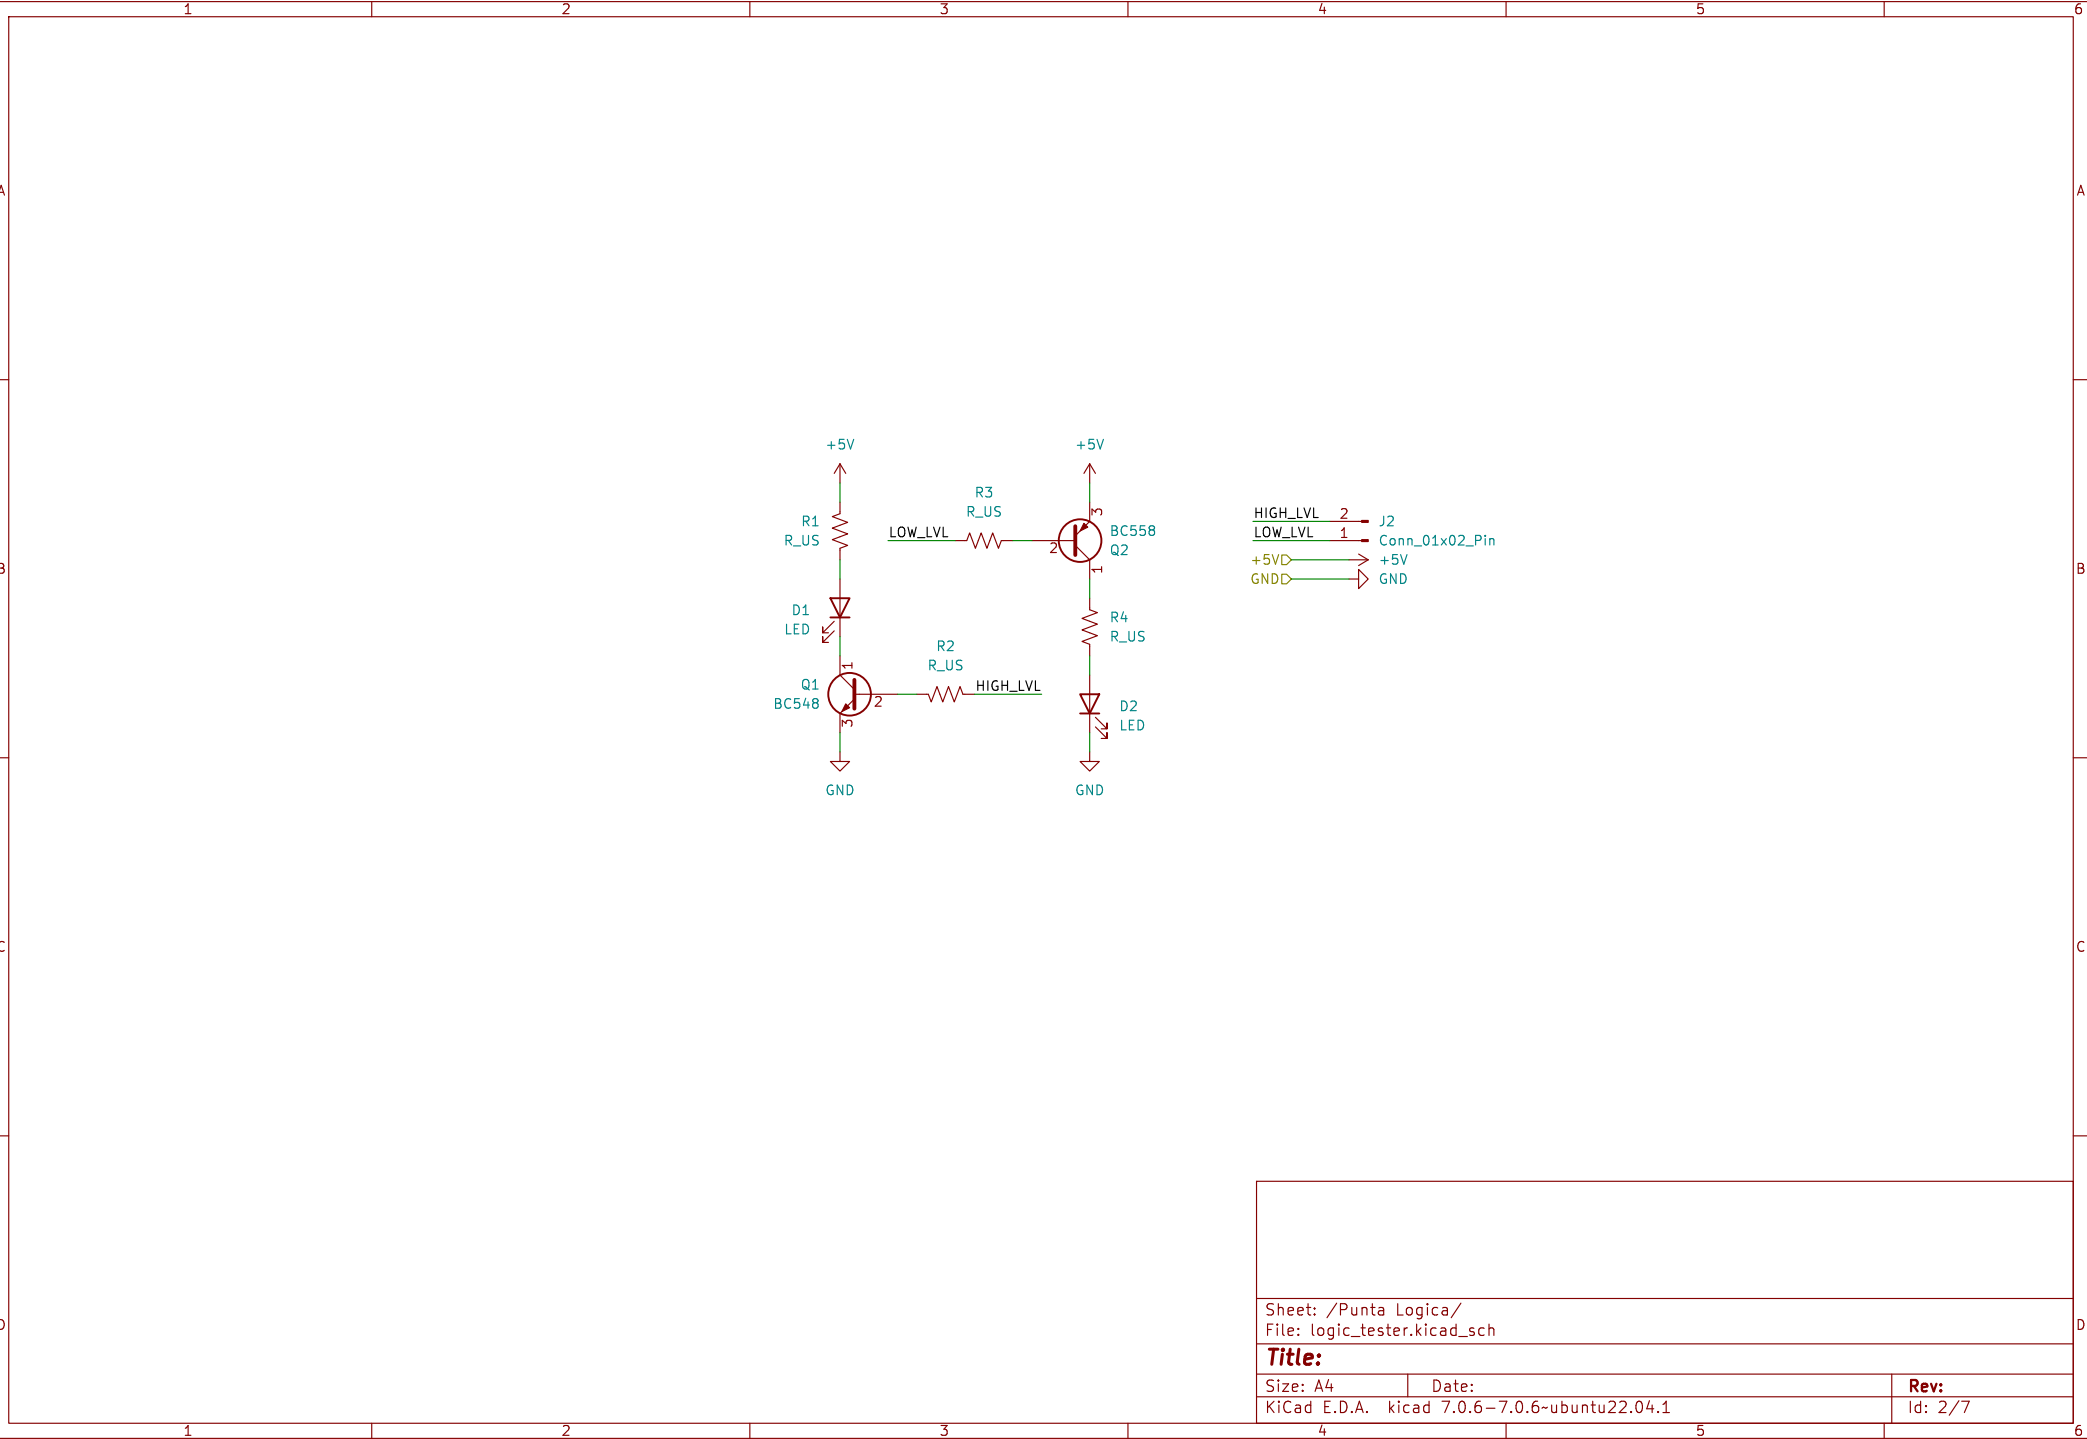 1 2 3 4 5 6
A A
B B
C C
D D
+5V
+5V
R3
R_US
R1
R_US
LOW_LVL
2
3
1
BC558
Q2
HIGH_LVL 2 J2
LOW_LVL 1 Conn_01x02_Pin
+5V +5V
GND GND
D1
LED
R4
R_US
R2
R_US
Q1
BC548
1
2
3
HIGH_LVL
D2
LED
GND
GND
Sheet: /Punta Logica/
File: logic_tester.kicad_sch
Title:
Size: A4 Date: Rev:
KiCad E.D.A. kicad 7.0.6-7.0.6~ubuntu22.04.1 Id: 2/7
1 2 3 4 5 6